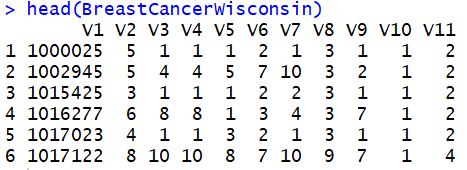 > head(BreastCancerWisconsin)
V1 V2 V3 V4 V5 V6 V7 V8 V9 V10 V11
1 1000025 5 1 1 1 2 1 3 1 1 2
2 1002945 5 4 4 5 7 10 3 2 1 2
3 1015425 3 1 1 1 2 2 3 1 1 2
4 1016277 6 8 8 1 3 4 3 7 1 2
5 1017023 4 1 1 3 2 1 3 1 1 2
6 1017122 8 10 10 8 7 10 9 7 1 4